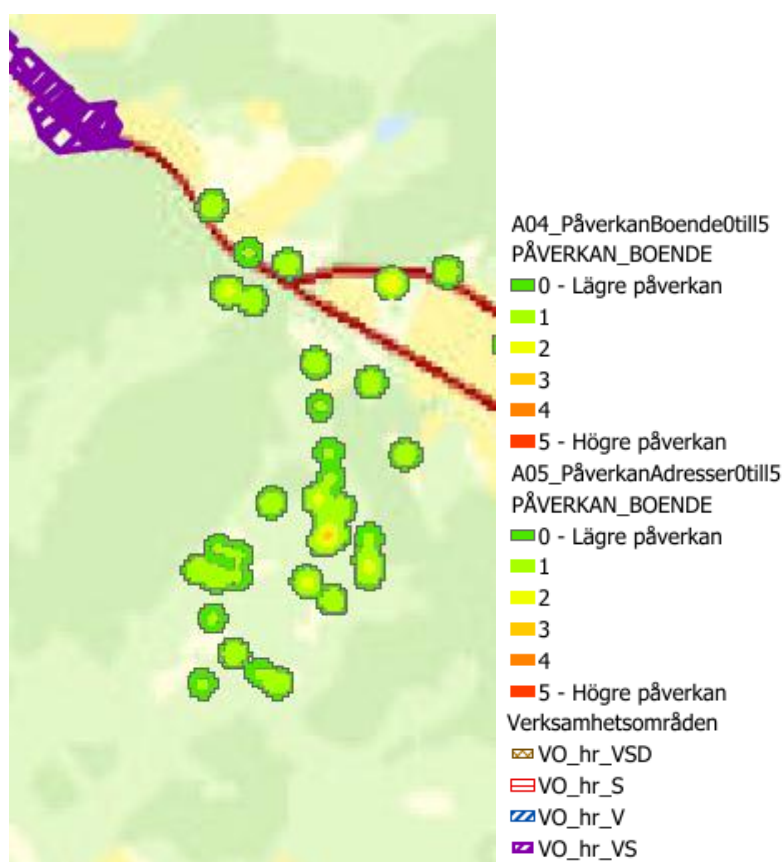 A04_PåverkanBoende0till5
PÅVERKAN_BOENDE
0 - Lägre påverkan
1
2
3
4
5 - Högre påverkan
A05_PåverkanAdresser0till5
PÅVERKAN_BOENDE
0 - Lägre påverkan
1
2
3
4
5 - Högre påverkan
Verksamhetsområden
VO_hr_VSD
VO_hr_S
VO_hr_V
VO_hr_VS